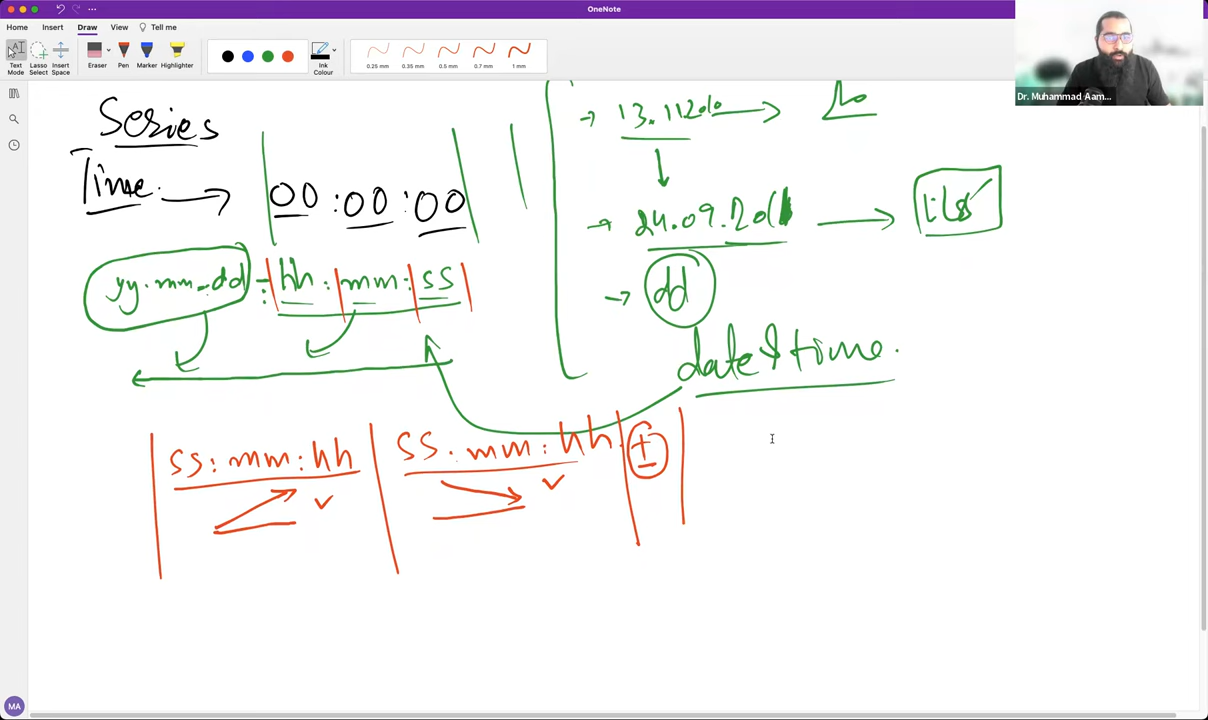 OneNote
Home Insert Draw View Tell me
Text Mode
Lasso Select
Insert Space
Eraser
Pen
Marker
Highlighter
Ink Colour
0.25 mm 0.35 mm 0.5 mm 0.7 mm 1 mm
Dr. Muhammad Aam...
Series
Time → 00:00:00
yy.mm.dd-:hh:mm:ss
→ 13.112 →
→ 24.09.201 →
→ dd
date & time.
ss:mm:hh ss.mm:hh. ±
MA